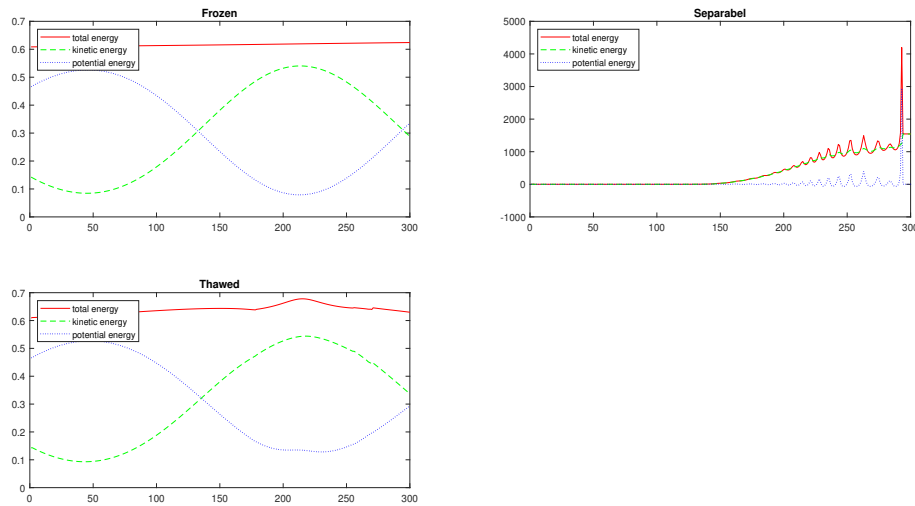 Frozen
0.7
0.6
0.5
0.4
0.3
0.2
0.1
0
total energy
kinetic energy
potential energy
0 50 100 150 200 250 300
Separabel
5000
4000
3000
2000
1000
0
-1000
total energy
kinetic energy
potential energy
0 50 100 150 200 250 300
Thawed
0.7
0.6
0.5
0.4
0.3
0.2
0.1
0
total energy
kinetic energy
potential energy
0 50 100 150 200 250 300